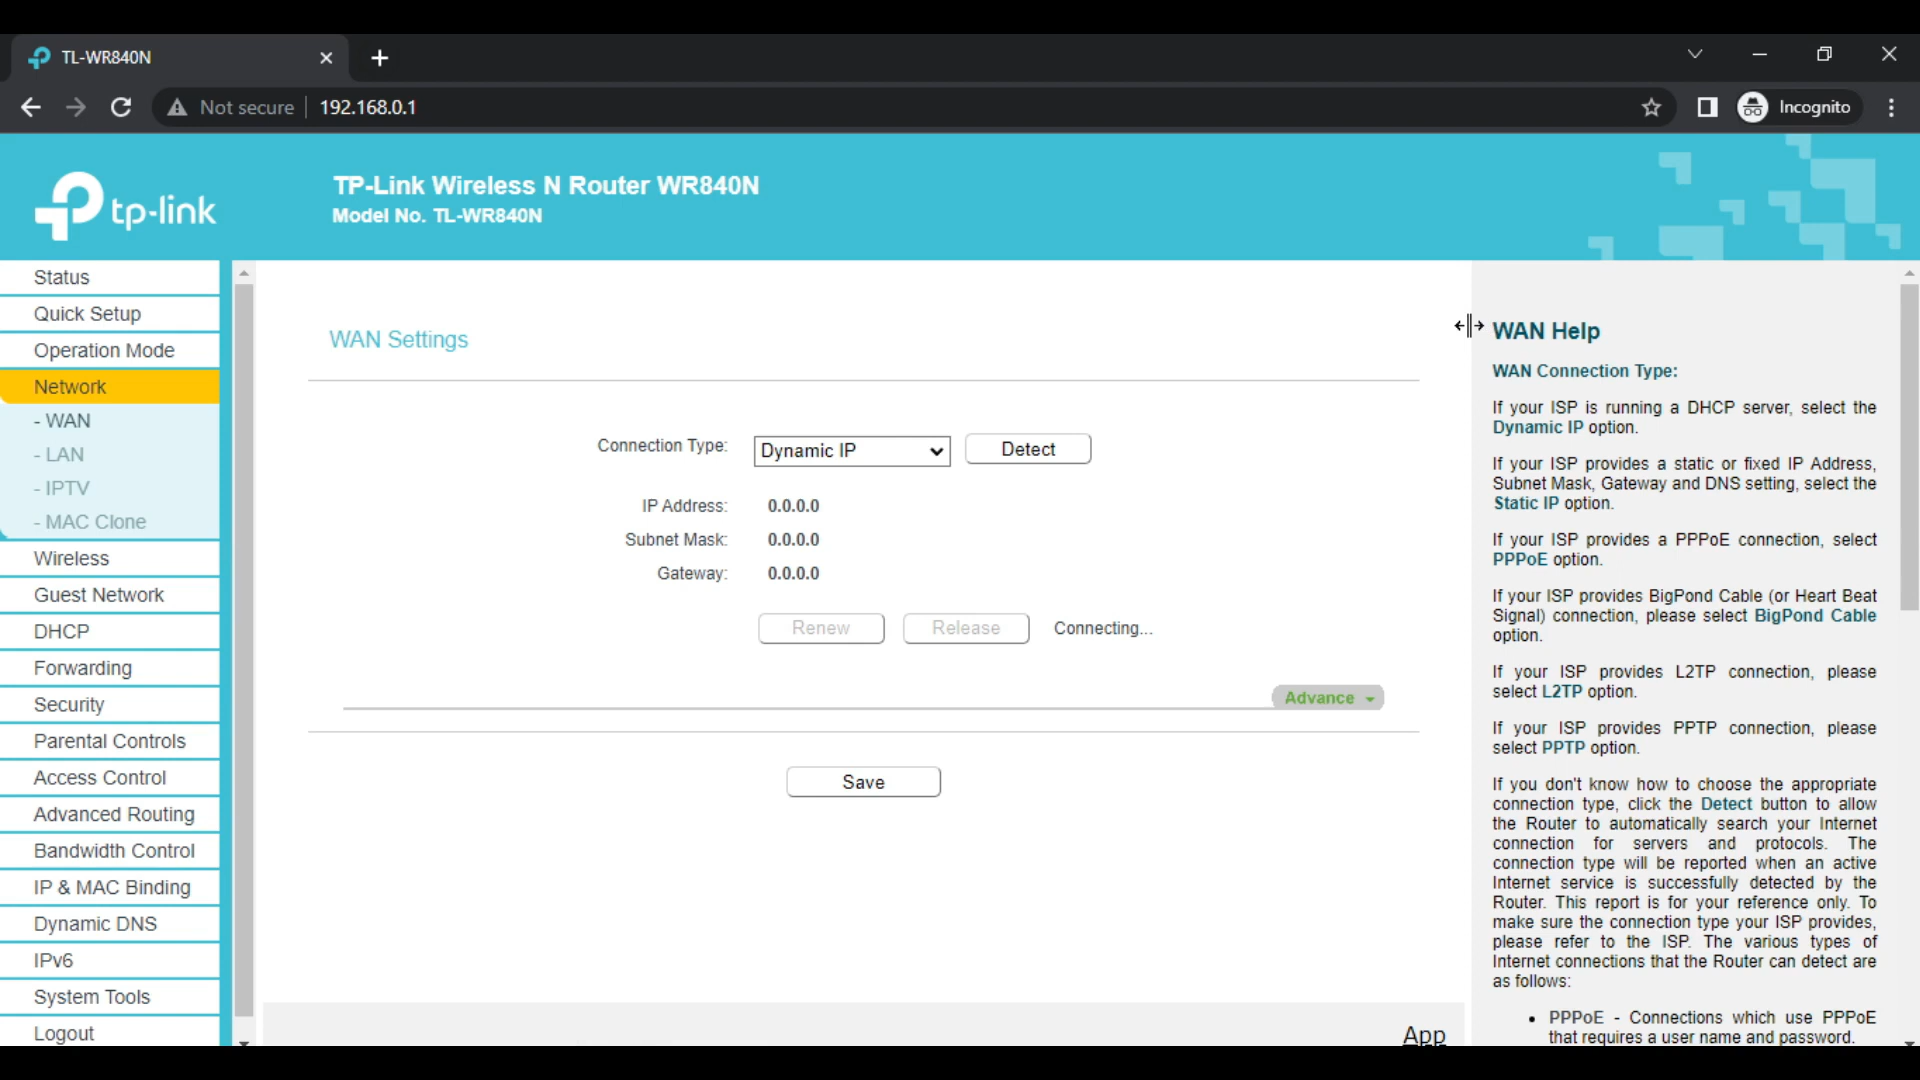 TL-WR840N
Not secure
192.168.0.1
Incognito
tp-link
TP-Link Wireless N Router WR840N
Model No. TL-WR840N
Status
Quick Setup
Operation Mode
Network
- WAN
- LAN
- IPTV
- MAC Clone
Wireless
Guest Network
DHCP
Forwarding
Security
Parental Controls
Access Control
Advanced Routing
Bandwidth Control
IP & MAC Binding
Dynamic DNS
IPv6
System Tools
Logout
WAN Settings
Connection Type: Dynamic IP Detect
IP Address: 0.0.0.0
Subnet Mask: 0.0.0.0
Gateway: 0.0.0.0
Renew Release Connecting...
Advance
Save
App
WAN Help
WAN Connection Type:
If your ISP is running a DHCP server, select the
Dynamic IP option.
If your ISP provides a static or fixed IP Address,
Subnet Mask, Gateway and DNS setting, select the
Static IP option.
If your ISP provides a PPPoE connection, select
PPPoE option.
If your ISP provides BigPond Cable (or Heart Beat
Signal) connection, please select BigPond Cable
option.
If your ISP provides L2TP connection, please
select L2TP option.
If your ISP provides PPTP connection, please
select PPTP option.
If you don't know how to choose the appropriate
connection type, click the Detect button to allow
the Router to automatically search your Internet
connection for servers and protocols. The
connection type will be reported when an active
Internet service is successfully detected by the
Router. This report is for your reference only. To
make sure the connection type your ISP provides,
please refer to the ISP. The various types of
Internet connections that the Router can detect are
as follows:
• PPPoE - Connections which use PPPoE
that requires a user name and password.